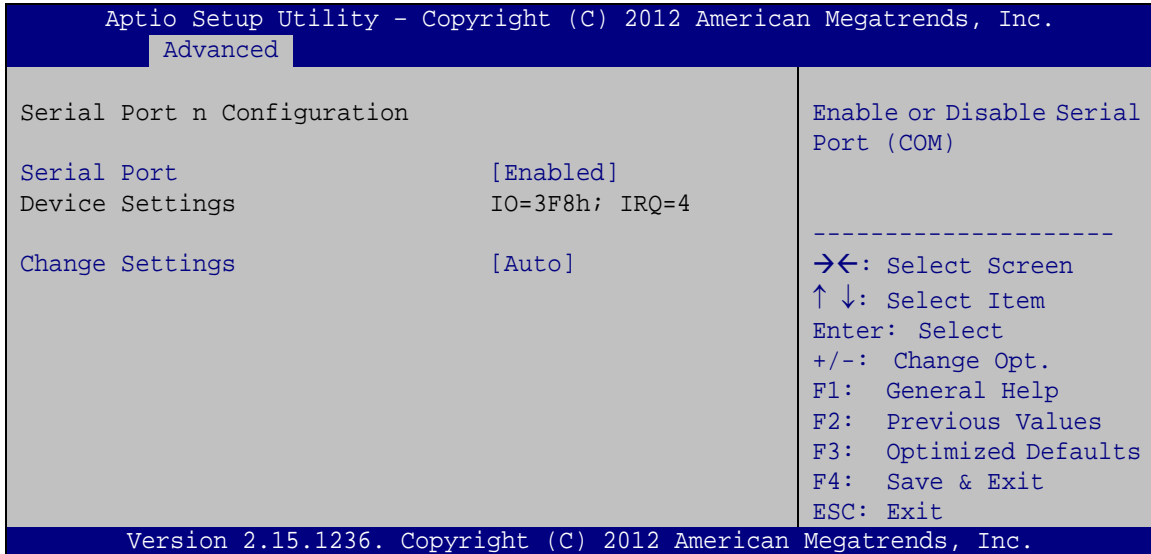 Aptio Setup Utility – Copyright (C) 2012 American Megatrends, Inc.
Advanced
Serial Port n Configuration
Serial Port [Enabled]
Device Settings IO=3F8h; IRQ=4
Change Settings [Auto]
Enable or Disable Serial
Port (COM)
---------------------
→←: Select Screen
↑ ↓: Select Item
Enter: Select
+/-: Change Opt.
F1: General Help
F2: Previous Values
F3: Optimized Defaults
F4: Save & Exit
ESC: Exit
Version 2.15.1236. Copyright (C) 2012 American Megatrends, Inc.